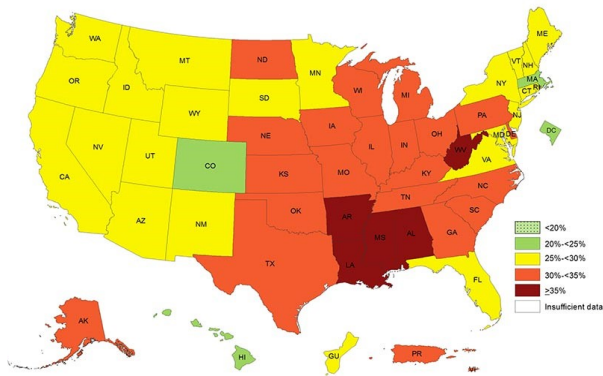 WA
MT
ND
MN
ME
VT
NH
OR
ID
SD
WI
MI
NY
MA
RI
CT
WY
IA
PA
NJ
NE
OH
MD
DE
DC
NV
UT
CO
IL
IN
WV
VA
CA
KS
MO
KY
NC
AZ
NM
OK
AR
TN
SC
MS
AL
GA
TX
LA
FL
AK
HI
GU
PR
<20%
20%-<25%
25%-<30%
30%-<35%
≥35%
Insufficient data